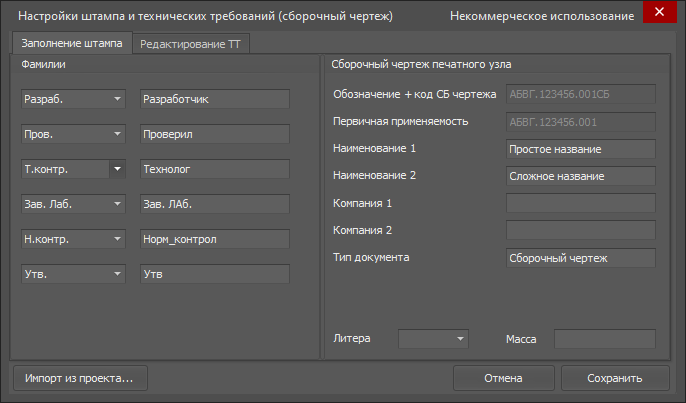 Настройки штампа и технических требований (сборочный чертеж) Некоммерческое использование
Заполнение штампа Редактирование ТТ
Фамилии
Разраб. Разработчик
Пров. Проверил
Т.контр. Технолог
Зав. Лаб. Зав. ЛАб.
Н.контр. Норм_контрол
Утв. Утв
Сборочный чертеж печатного узла
Обозначение + код СБ чертежа АБВГ.123456.001СБ
Первичная применяемость АБВГ.123456.001
Наименование 1 Простое название
Наименование 2 Сложное название
Компания 1
Компания 2
Тип документа Сборочный чертеж
Литера Масса
Импорт из проекта... Отмена Сохранить